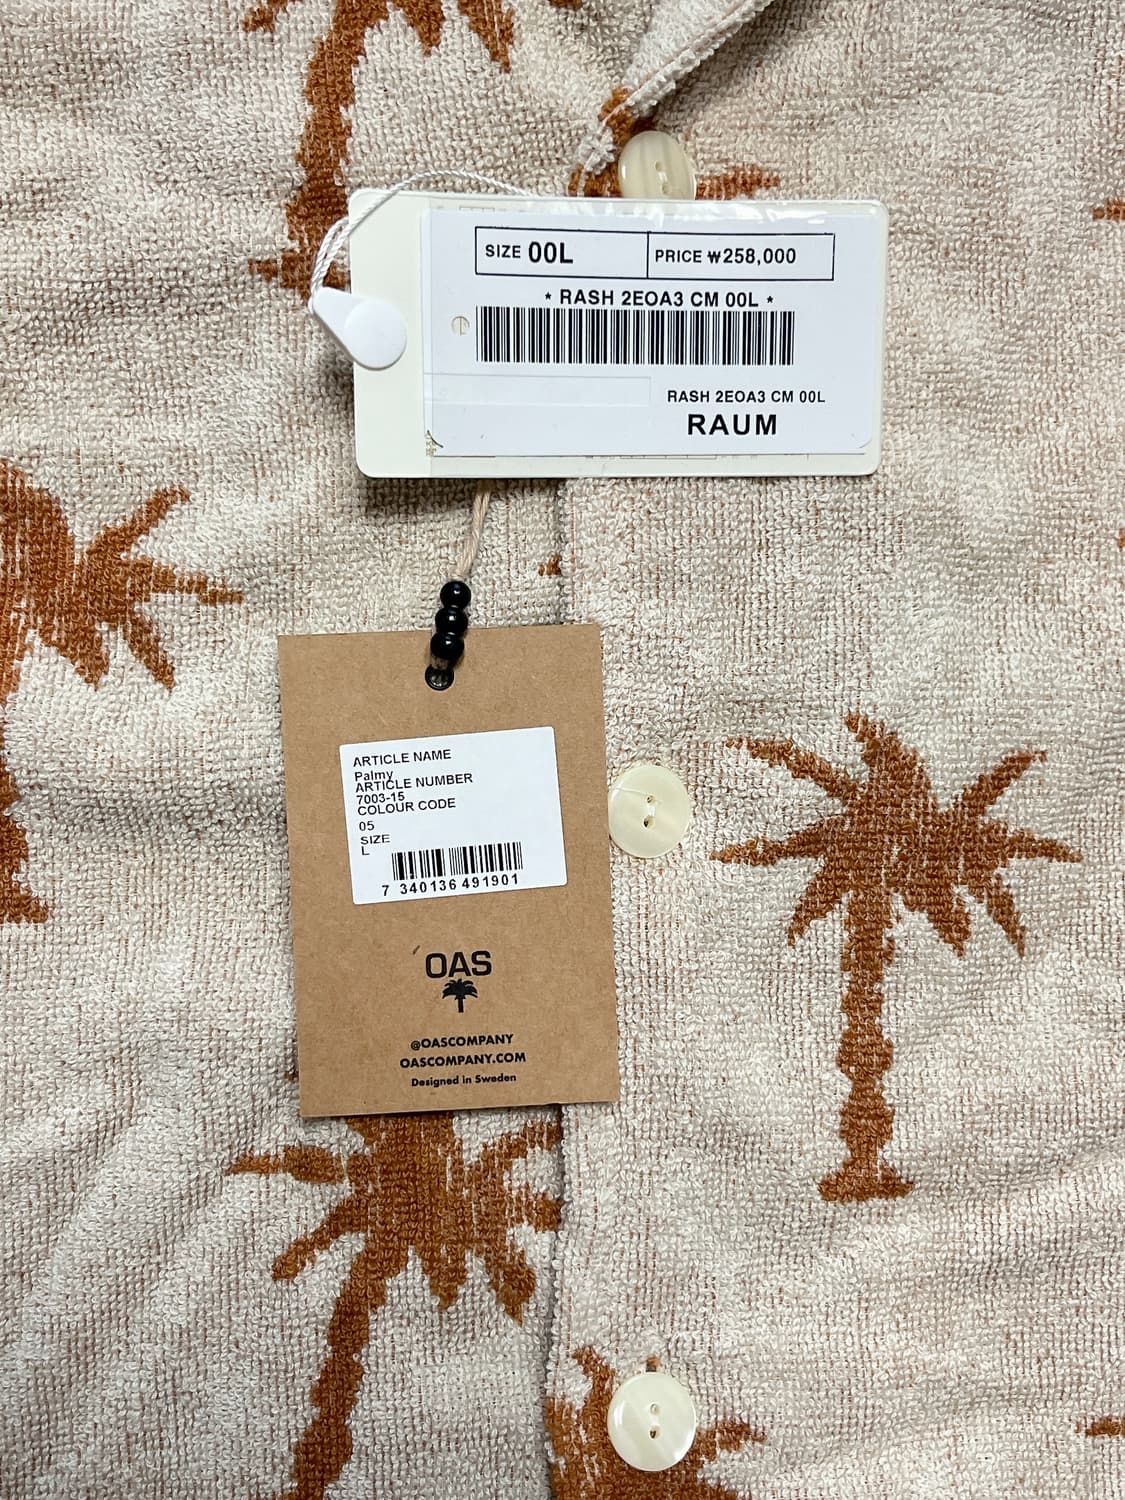 SIZE 00L
PRICE ₩258,000
* RASH 2EOA3 CM 00L *
RASH 2EOA3 CM 00L
RAUM
ARTICLE NAME
Palmy
ARTICLE NUMBER
7003-15
COLOUR CODE
05
SIZE
L
7 340136 491901
OAS
@OASCOMPANY
OASCOMPANY.COM
Designed in Sweden